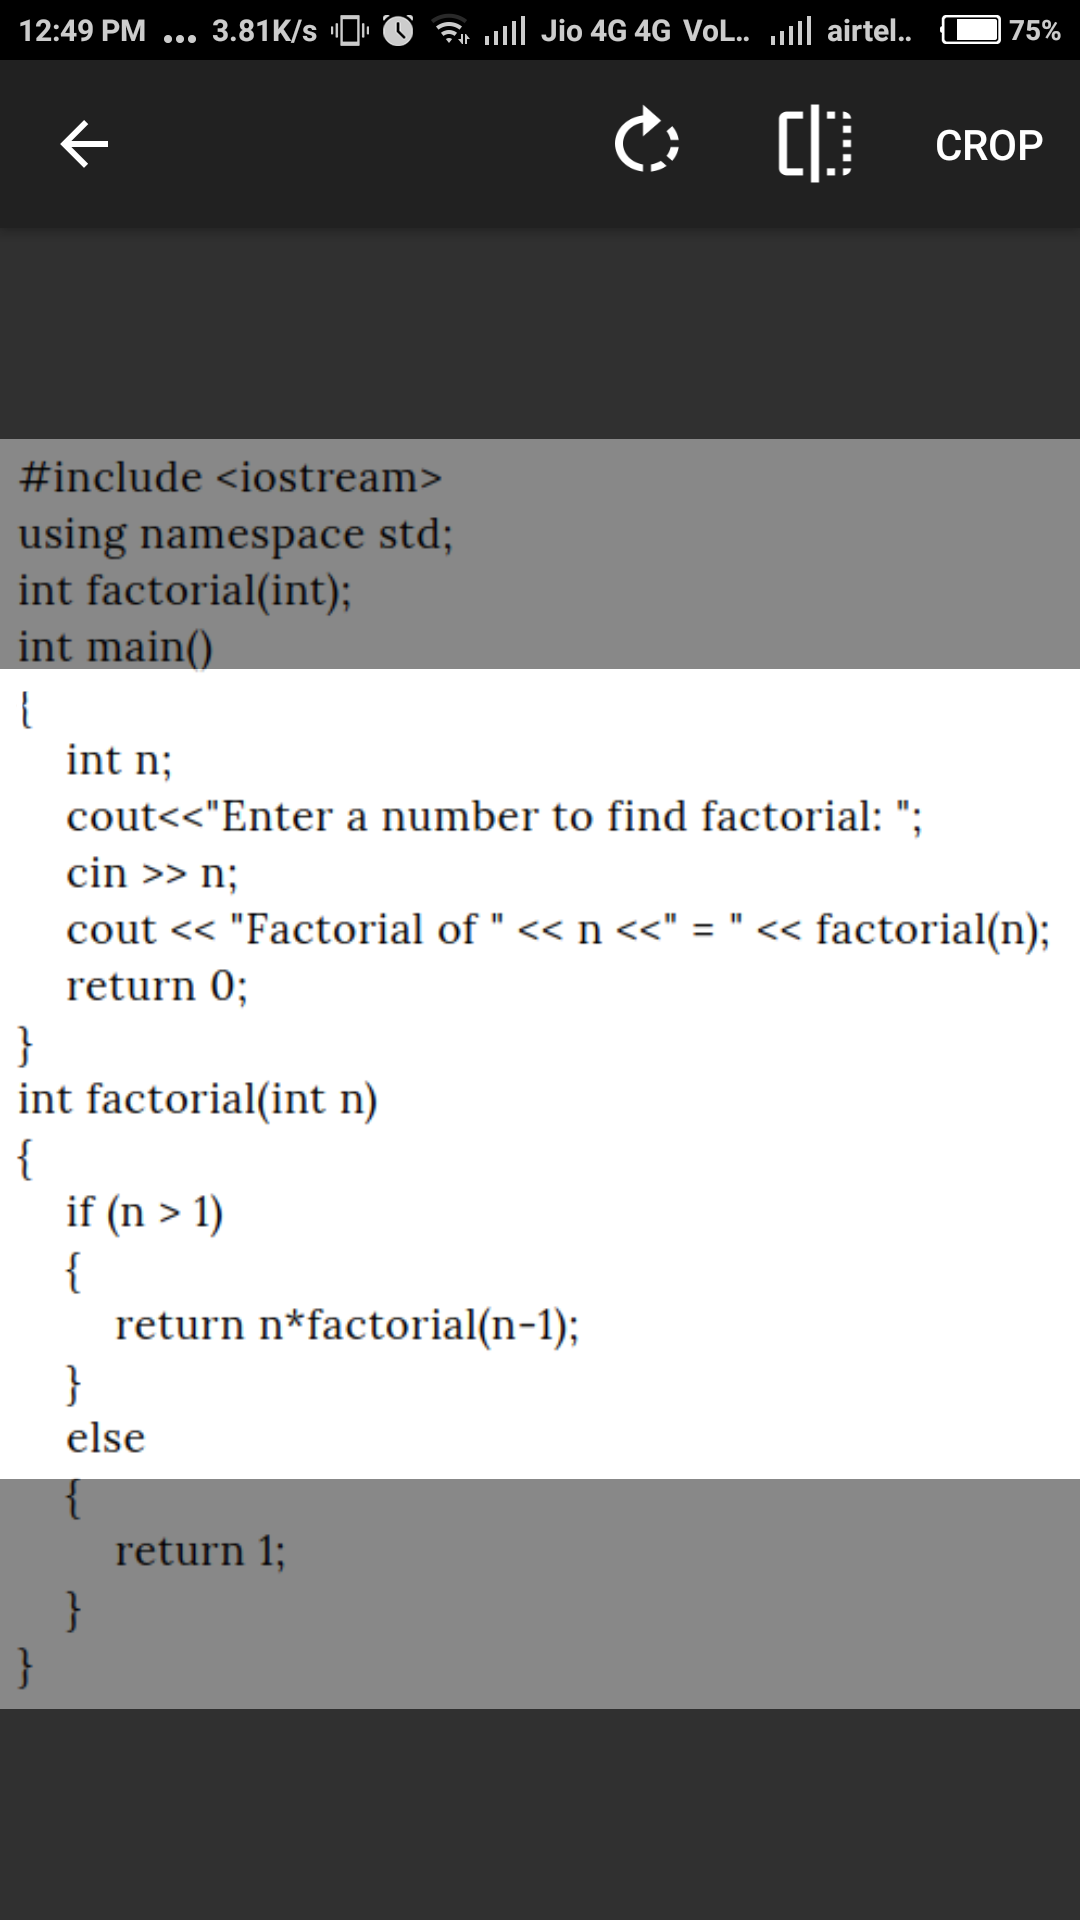 12:49 PM ... 3.81K/s Jio 4G 4G VoL.. airtel.. 75%
CROP
#include <iostream>
using namespace std;
int factorial(int);
int main()
{
int n;
cout<<"Enter a number to find factorial: ";
cin >> n;
cout << "Factorial of " << n <<" = " << factorial(n);
return 0;
}
int factorial(int n)
{
if (n > 1)
{
return n*factorial(n-1);
}
else
{
return 1;
}
}